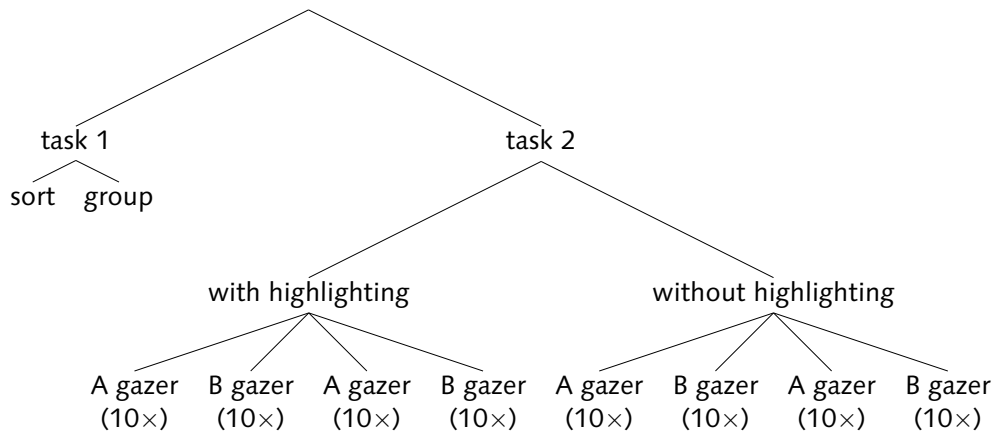 task 1 task 2
sort group
with highlighting without highlighting
A gazer B gazer A gazer B gazer A gazer B gazer A gazer B gazer
(10×) (10×) (10×) (10×) (10×) (10×) (10×) (10×)